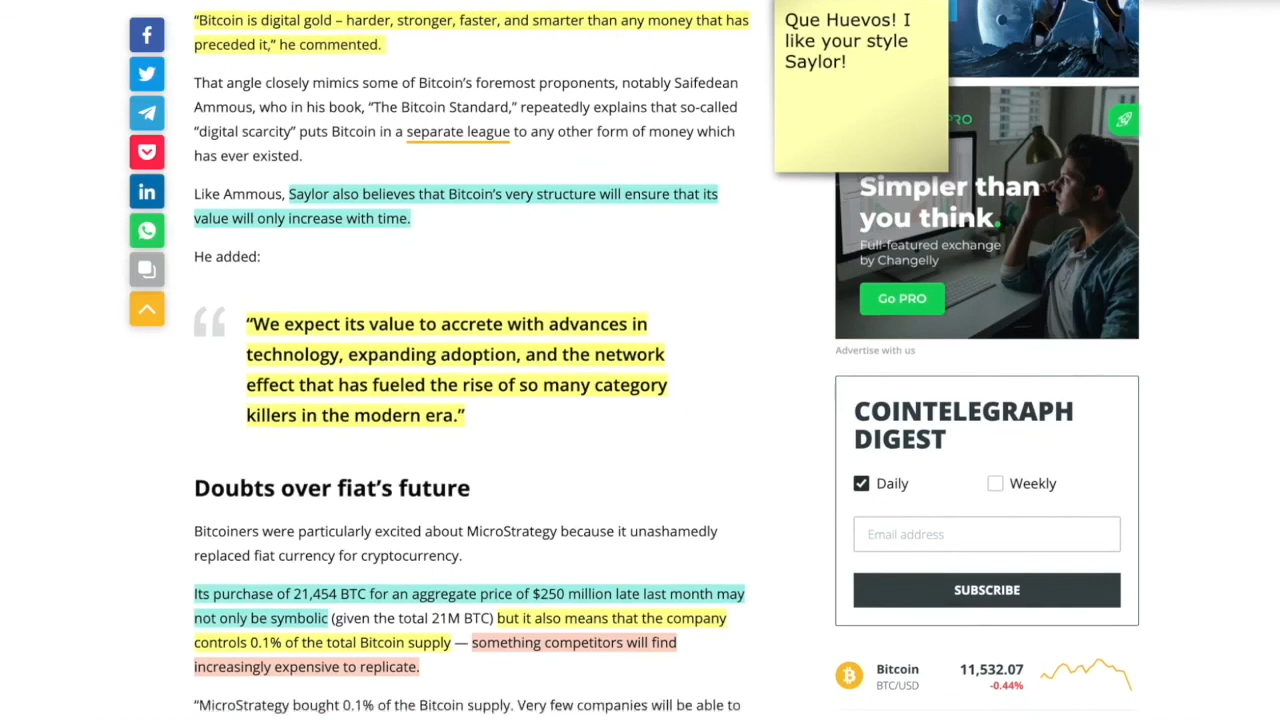 “Bitcoin is digital gold – harder, stronger, faster, and smarter than any money that has
preceded it,” he commented.
That angle closely mimics some of Bitcoin’s foremost proponents, notably Saifedean
Ammous, who in his book, “The Bitcoin Standard,” repeatedly explains that so-called
“digital scarcity” puts Bitcoin in a separate league to any other form of money which
has ever existed.
Like Ammous, Saylor also believes that Bitcoin’s very structure will ensure that its
value will only increase with time.
He added:
“We expect its value to accrete with advances in
technology, expanding adoption, and the network
effect that has fueled the rise of so many category
killers in the modern era.”
Doubts over fiat’s future
Bitcoiners were particularly excited about MicroStrategy because it unashamedly
replaced fiat currency for cryptocurrency.
Its purchase of 21,454 BTC for an aggregate price of $250 million late last month may
not only be symbolic (given the total 21M BTC) but it also means that the company
controls 0.1% of the total Bitcoin supply — something competitors will find
increasingly expensive to replicate.
“MicroStrategy bought 0.1% of the Bitcoin supply. Very few companies will be able to
Que Huevos! I
like your style
Saylor!
Simpler than
you think.
Full-featured exchange
by Changelly
Go PRO
Advertise with us
COINTELEGRAPH
DIGEST
Daily
Weekly
Email address
SUBSCRIBE
Bitcoin
11,532.07
BTC/USD
-0.44%